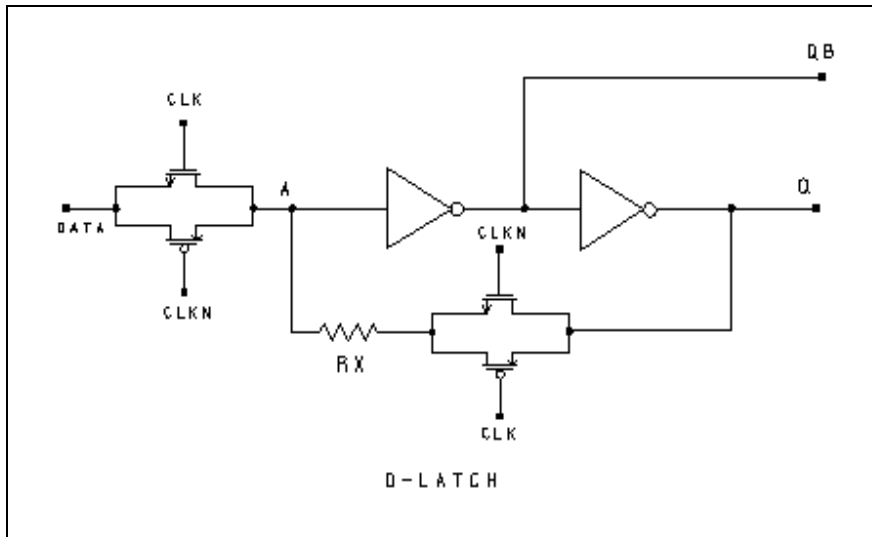 QB
CLK
A
Q
DATA
CLKN
CLKN
RX
CLK
D-LATCH